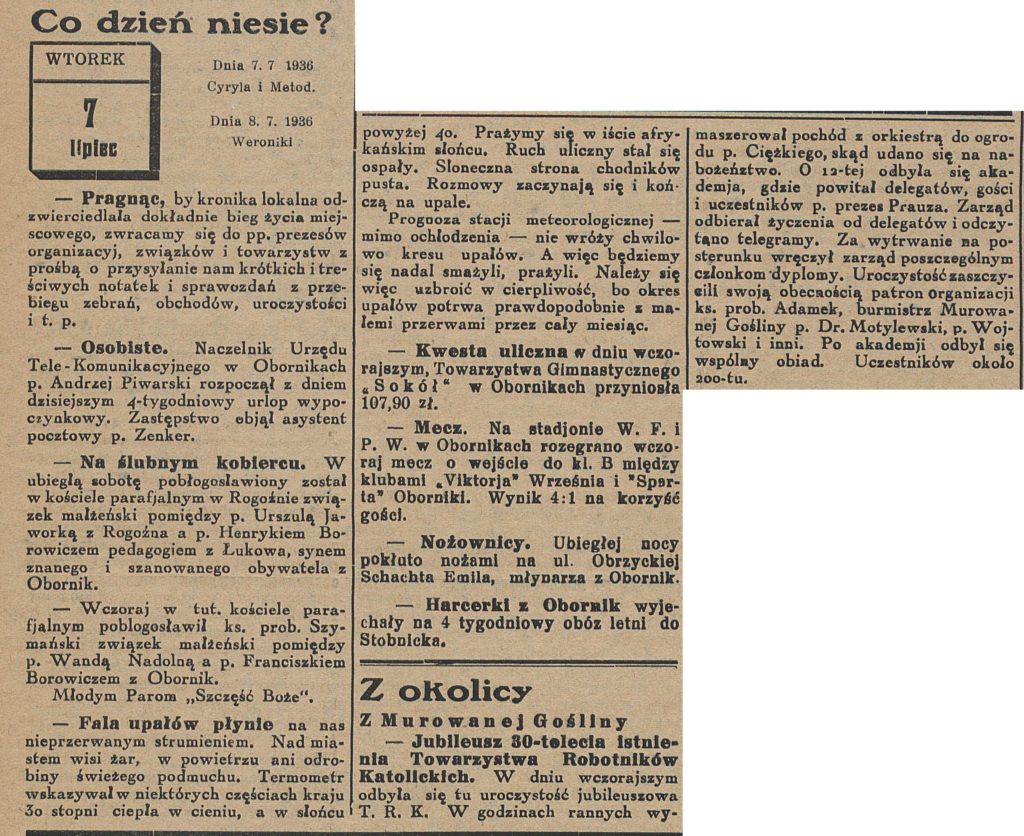 Co dzień niesie?
WTOREK
7
lipiec
Dnia 7. 7 1936
Cyryla i Metod.
Dnia 8. 7. 1936
Weroniki
— Pragnąc, by kronika lokalna od-
zwierciedlała dokładnie bieg życia miej-
scowego, zwracamy się do pp. prezesów
organizacyj, związków i towarzystw z
prośbą o przysyłanie nam krótkich i tre-
ściwych notatek i sprawozdań z prze-
biegu zebrań, obchodów, uroczystości
i t. p.
— Osobiste. Naczelnik Urzędu
Tele-Komunikacyjnego w Obornikach
p. Andrzej Piwarski rozpoczął z dniem
dzisiejszym 4-tygodniowy urlop wypo-
czynkowy. Zastępstwo objął asystent
pocztowy p. Zenker.
— Na ślubnym kobiercu. W
ubiegłą sobotę pobłogosławiony został
w kościele parafjalnym w Rogoźnie zwią-
zek małżeński pomiędzy p. Urszulą Ja-
worką z Rogoźna a p. Henrykiem Bo-
rowiczem pedagogiem z Łukowa, synem
znanego i szanowanego obywatela z
Obornik.
— Wczoraj w tut. kościele para-
fjalnym poblogosławił ks. prob. Szy-
mański związek małżeński pomiędzy
p. Wandą Nadolną a p. Franciszkiem
Borowiczem z Obornik.
Młodym Parom „Szczęść Boże".
— Fala upałów płynie na nas
nieprzerwanym strumieniem. Nad mia-
stem wisi żar, w powietrzu ani odro-
biny świeżego podmuchu. Termometr
wskazywał w niektórych częściach kraju
30 stopni ciepła w cieniu, a w słońcu
powyżej 40. Prażymy się w iście afry-
kańskim słońcu. Ruch uliczny stał się
ospały. Słoneczna strona chodników
pusta. Rozmowy zaczynają się i koń-
czą na upale.
Prognoza stacji meteorologicznej —
mimo ochłodzenia — nie wróży chwilo-
wo kresu upałów. A więc będziemy
się nadal smażyli, prażyli. Należy się
więc uzbroić w cierpliwość, bo okres
upałów potrwa prawdopodobnie z ma-
łemi przerwami przez cały miesiąc.
— Kwesta uliczna w dniu wczo-
rajszym, Towarzystwa Gimnastycznego
„Sokół" w Obornikach przyniosła
107,90 zł.
— Mecz. Na stadjonie W. F. i
P. W. w Obornikach rozegrano wczo-
raj mecz o wejście do kl. B między
klubami „Viktorja" Września i "Spar-
ta" Oborniki. Wynik 4:1 na korzyść
gości.
— Nożownicy. Ubiegłej nocy
pokłuto nożami na ul. Obrzyckiej
Schachta Emila, młynarza z Obornik.
— Harcerki z Obornik wyje-
chały na 4 tygodniowy obóz letni do
Stobnicka.
Z okolicy
Z Murowanej Gośliny
— Jubileusz 30-telecia istnie-
nia Towarzystwa Robotników
Katolickich. W dniu wczorajszym
odbyła się tu uroczystość jubileuszowa
T. R. K. W godzinach rannych wy-
maszerował pochód z orkiestrą do ogro-
du p. Ciężkiego, skąd udano się na na-
bożeństwo. O 12-tej odbyła się aka-
demja, gdzie powitał delegatów, gości
i uczestników p. prezes Prauza. Zarząd
odbierał życzenia od delegatów i odczy-
tano telegramy. Za wytrwanie na po-
sterunku wręczył zarząd poszczególnym
członkom dyplomy. Uroczystość zaszczy-
cili swoją obecnością patron organizacji
ks. prob. Adamek, burmistrz Murowa-
nej Gośliny p. Dr. Motylewski, p. Woj-
towski i inni. Po akademji odbył się
wspólny obiad. Uczestników około
200-tu.